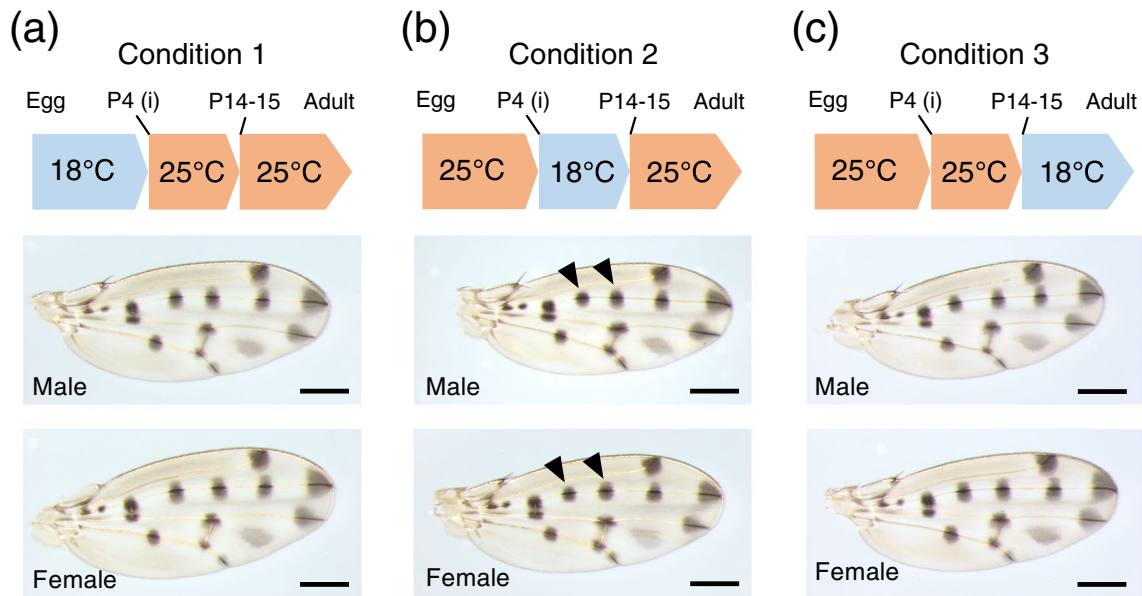 (a)
Condition 1
Egg P4 (i) P14-15 Adult
18°C 25°C 25°C
Male
Female
(b)
Condition 2
Egg P4 (i) P14-15 Adult
25°C 18°C 25°C
Male
Female
(c)
Condition 3
Egg P4 (i) P14-15 Adult
25°C 25°C 18°C
Male
Female